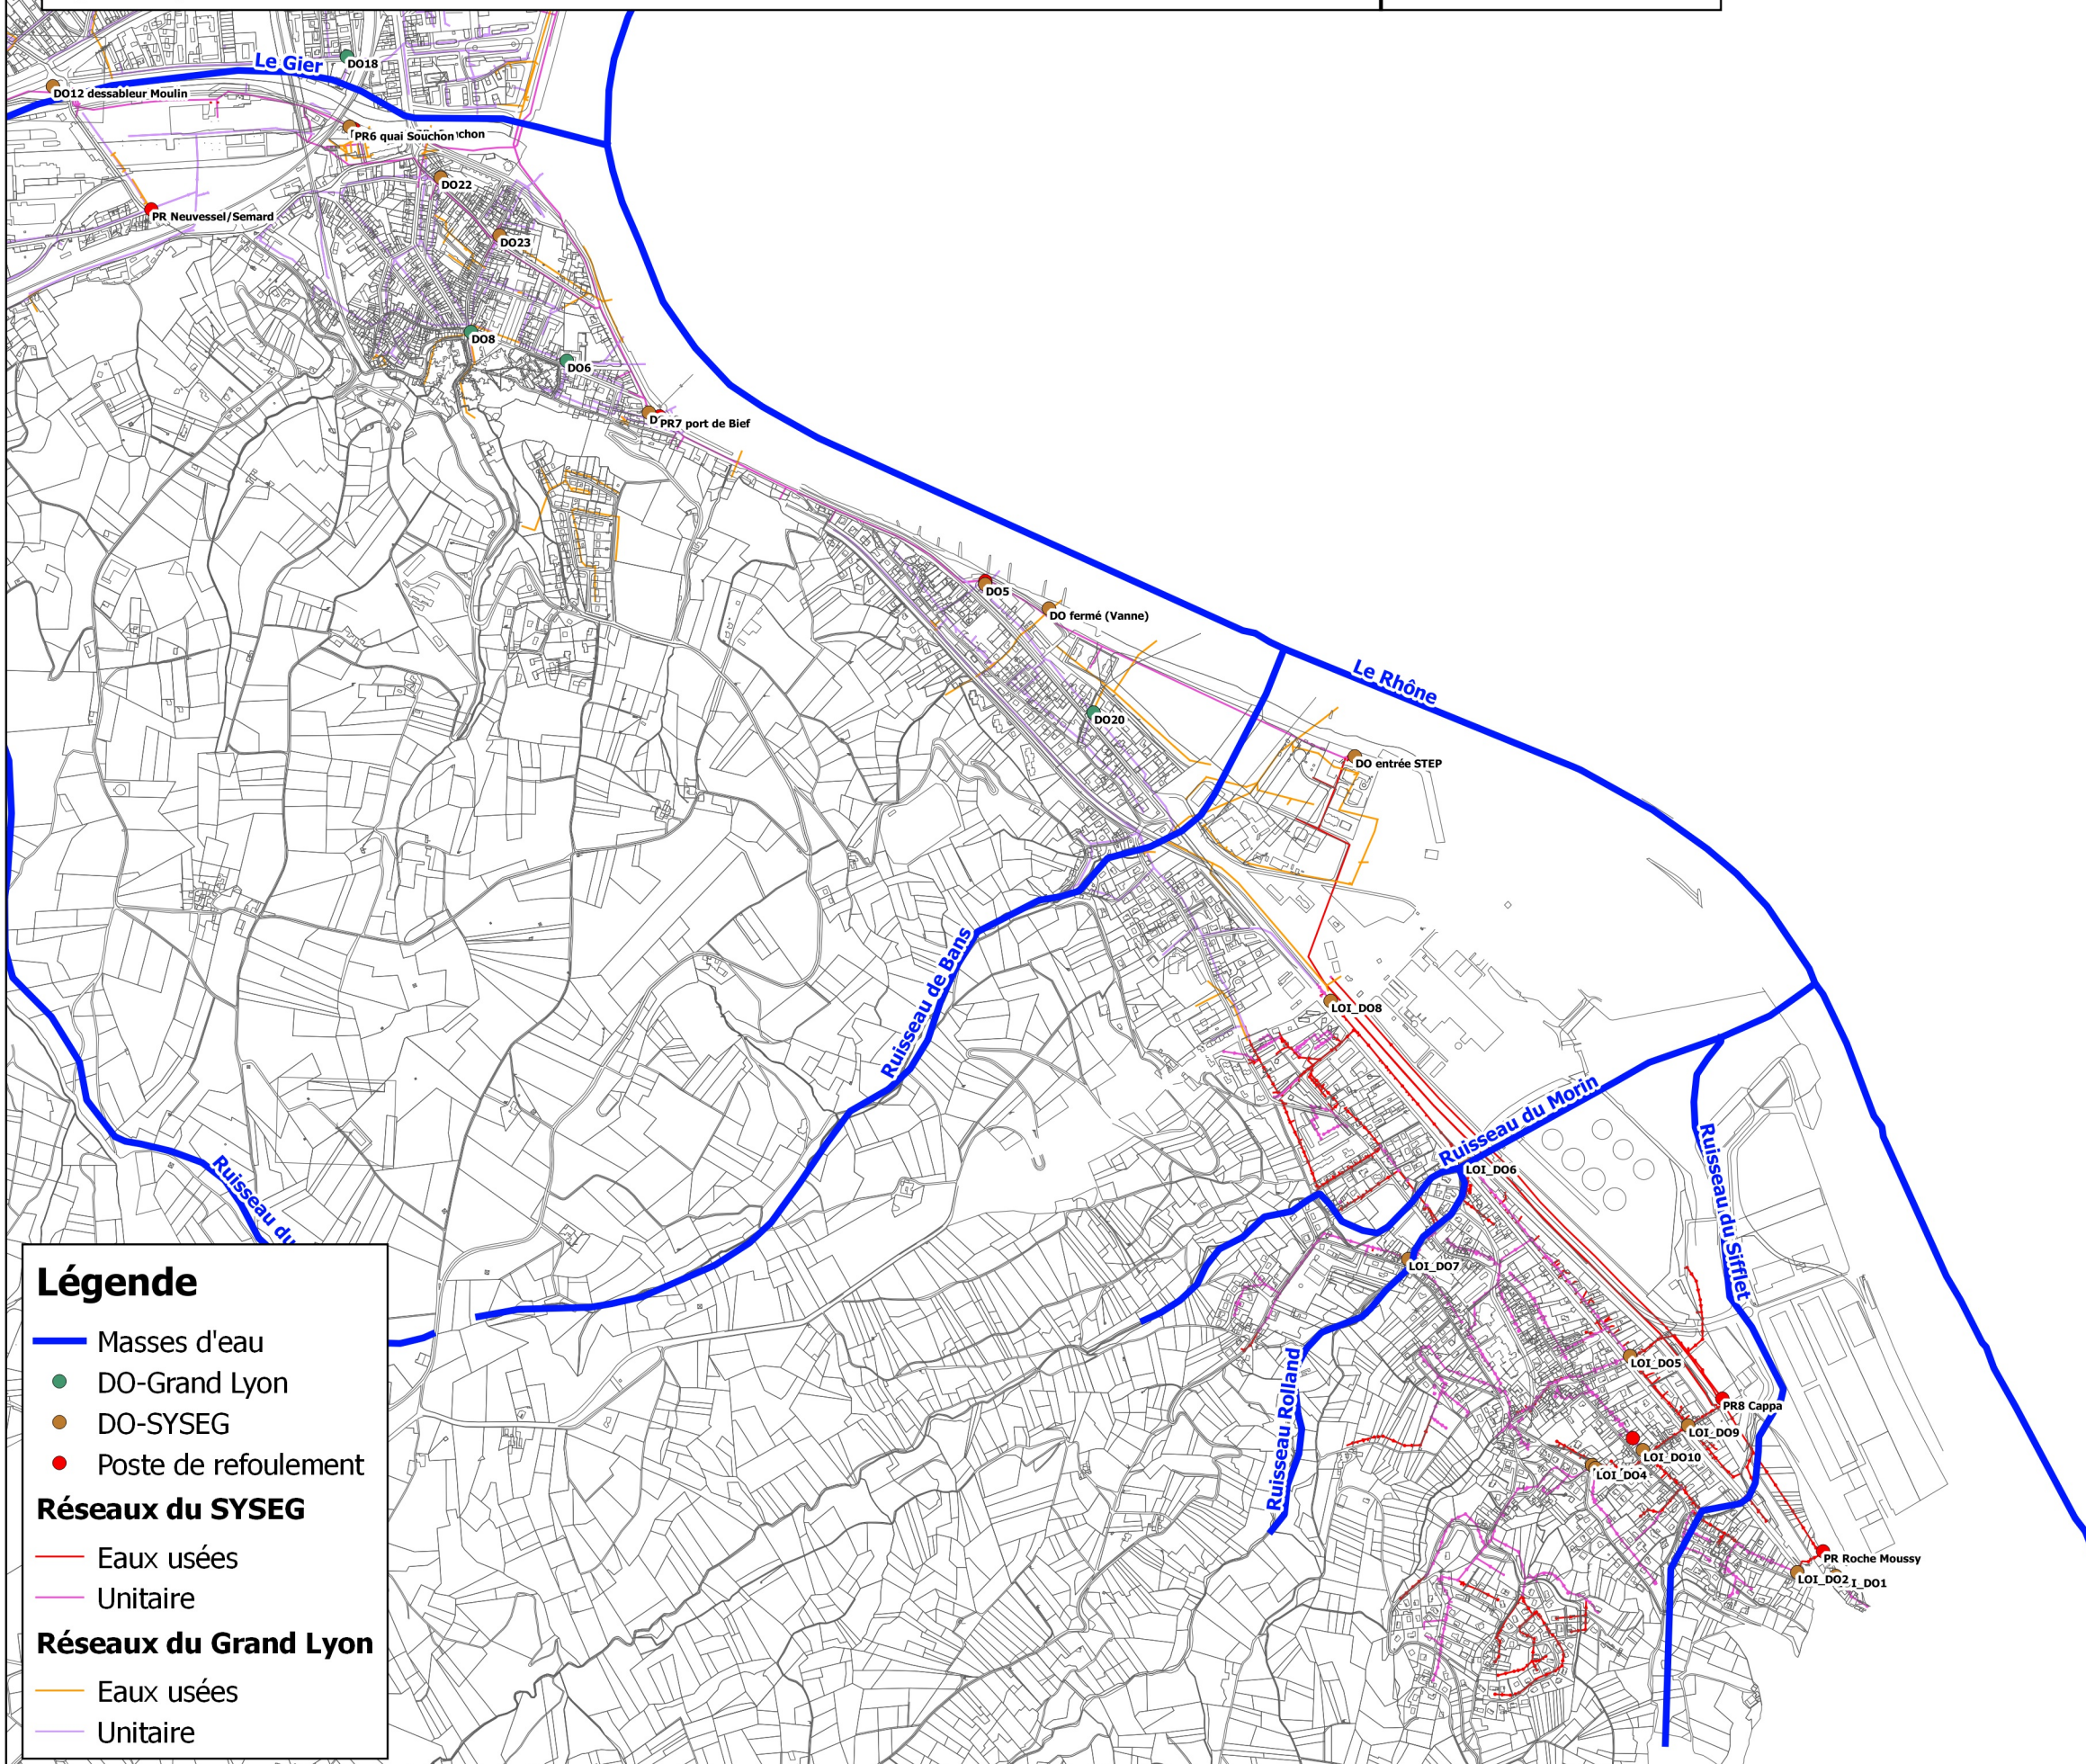 Le Gier
DO18
DO12 dessableur Moulin
PR6 quai Souchon
DO22
PR Neuvessel/Semard
DO23
DO8
DO6
PR7 port de Bief
DO5
DO fermé (Vanne)
Le Rhône
DO20
DO entrée STEP
Ruisseau de Bans
LOI_DO8
Ruisseau du Morin
LOI_DO6
Ruisseau du Sifflet
Ruisseau du
LOI_DO7
Ruisseau Rolland
LOI_DO5
PR8 Cappa
LOI_DO9
LOI_DO10
LOI_DO4
PR Roche Moussy
LOI_DO2
I_DO1
Légende
Masses d'eau
DO-Grand Lyon
DO-SYSEG
Poste de refoulement
Réseaux du SYSEG
Eaux usées
Unitaire
Réseaux du Grand Lyon
Eaux usées
Unitaire